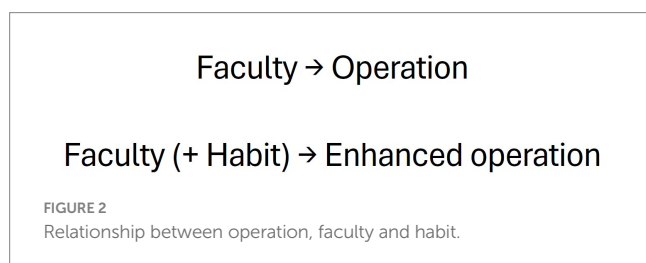 Faculty → Operation
Faculty (+ Habit) → Enhanced operation
FIGURE 2
Relationship between operation, faculty and habit.